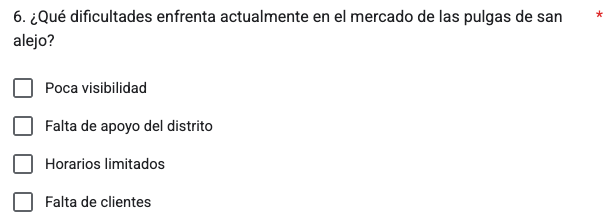 6. ¿Qué dificultades enfrenta actualmente en el mercado de las pulgas de san *
alejo?
Poca visibilidad
Falta de apoyo del distrito
Horarios limitados
Falta de clientes